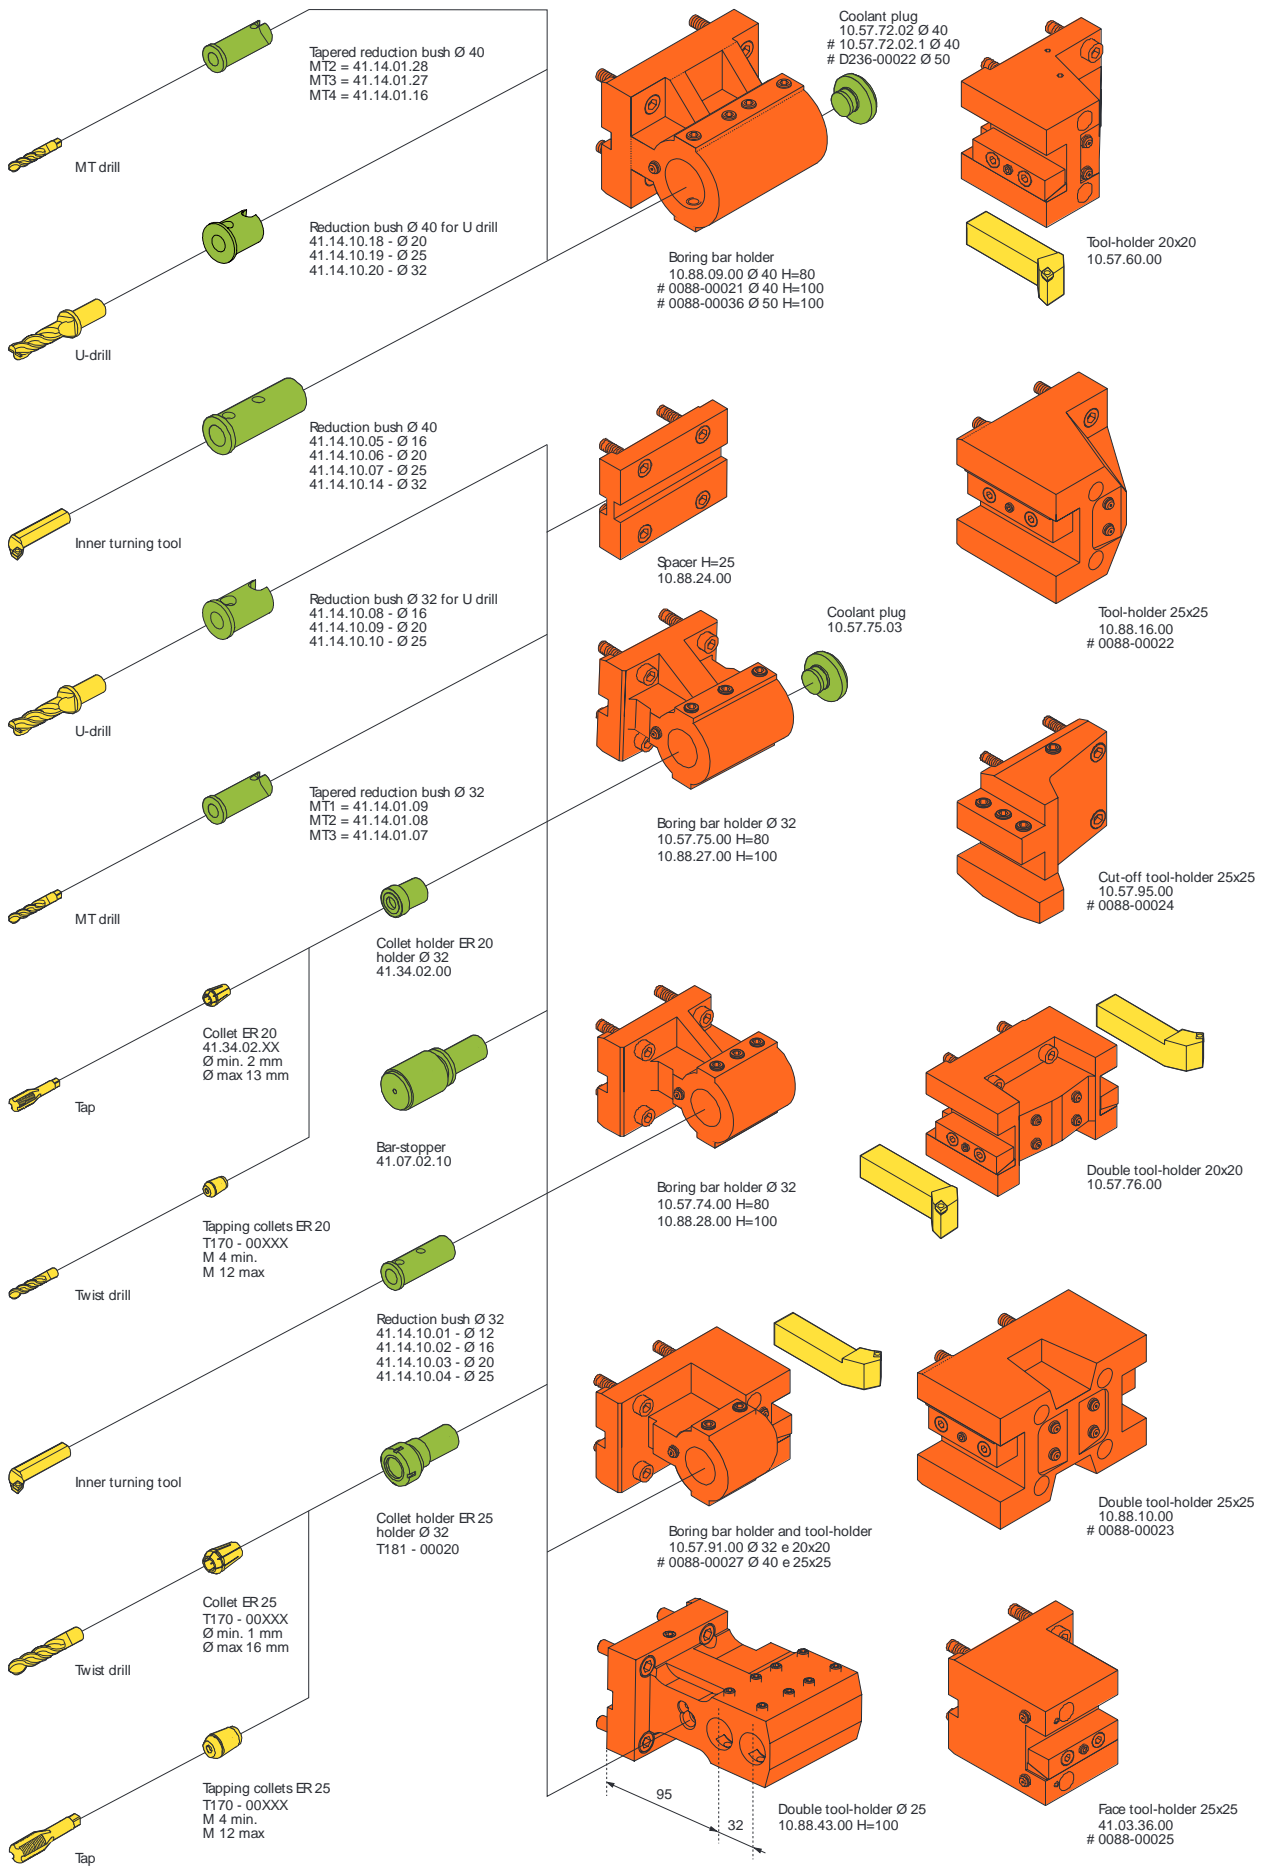 Tapered reduction bush Ø 40
MT2 = 41.14.01.28
MT3 = 41.14.01.27
MT4 = 41.14.01.16
MT drill
Reduction bush Ø 40 for U drill
41.14.10.18 - Ø 20
41.14.10.19 - Ø 25
41.14.10.20 - Ø 32
U-drill
Reduction bush Ø 40
41.14.10.05 - Ø 16
41.14.10.06 - Ø 20
41.14.10.07 - Ø 25
41.14.10.14 - Ø 32
Inner turning tool
Reduction bush Ø 32 for U drill
41.14.10.08 - Ø 16
41.14.10.09 - Ø 20
41.14.10.10 - Ø 25
U-drill
Tapered reduction bush Ø 32
MT1 = 41.14.01.09
MT2 = 41.14.01.08
MT3 = 41.14.01.07
MT drill
Collet holder ER 20
holder Ø 32
41.34.02.00
Collet ER 20
41.34.02.XX
Ø min. 2 mm
Ø max 13 mm
Tap
Bar-stopper
41.07.02.10
Tapping collets ER 20
T170 - 00XXX
M 4 min.
M 12 max
Twist drill
Reduction bush Ø 32
41.14.10.01 - Ø 12
41.14.10.02 - Ø 16
41.14.10.03 - Ø 20
41.14.10.04 - Ø 25
Inner turning tool
Collet holder ER 25
holder Ø 32
T181 - 00020
Collet ER 25
T170 - 00XXX
Ø min. 1 mm
Ø max 16 mm
Twist drill
Tapping collets ER 25
T170 - 00XXX
M 4 min.
M 12 max
Tap
Coolant plug
10.57.72.02 Ø 40
# 10.57.72.02.1 Ø 40
# D236-00022 Ø 50
Boring bar holder
10.88.09.00 Ø 40 H=80
# 0088-00021 Ø 40 H=100
# 0088-00036 Ø 50 H=100
Spacer H=25
10.88.24.00
Coolant plug
10.57.75.03
Boring bar holder Ø 32
10.57.75.00 H=80
10.88.27.00 H=100
Boring bar holder Ø 32
10.57.74.00 H=80
10.88.28.00 H=100
Boring bar holder and tool-holder
10.57.91.00 Ø 32 e 20x20
# 0088-00027 Ø 40 e 25x25
95
32
Double tool-holder Ø 25
10.88.43.00 H=100
Tool-holder 20x20
10.57.60.00
Tool-holder 25x25
10.88.16.00
# 0088-00022
Cut-off tool-holder 25x25
10.57.95.00
# 0088-00024
Double tool-holder 20x20
10.57.76.00
Double tool-holder 25x25
10.88.10.00
# 0088-00023
Face tool-holder 25x25
41.03.36.00
# 0088-00025